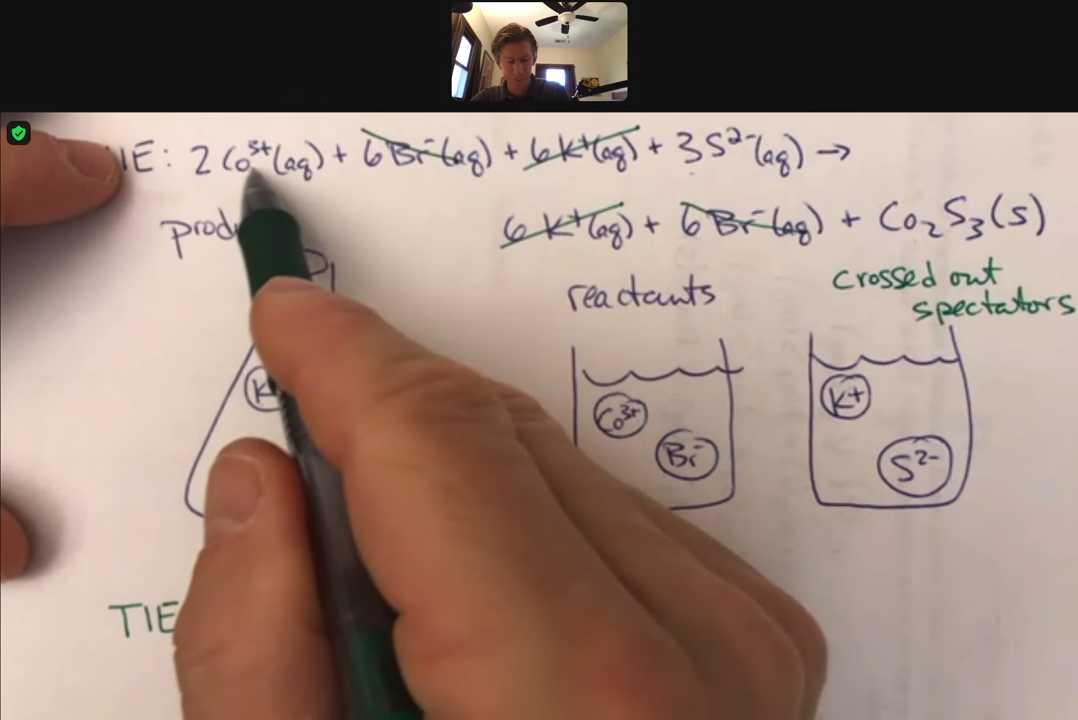 IE: 2 Co³⁺(aq) + 6 Br⁻(aq) + 6 K⁺(aq) + 3 S²⁻(aq) →
6 K⁺(aq) + 6 Br⁻(aq) + Co₂S₃(s)
reactants
crossed out
spectators
Co³⁺
K⁺
Br⁻
S²⁻
TIE